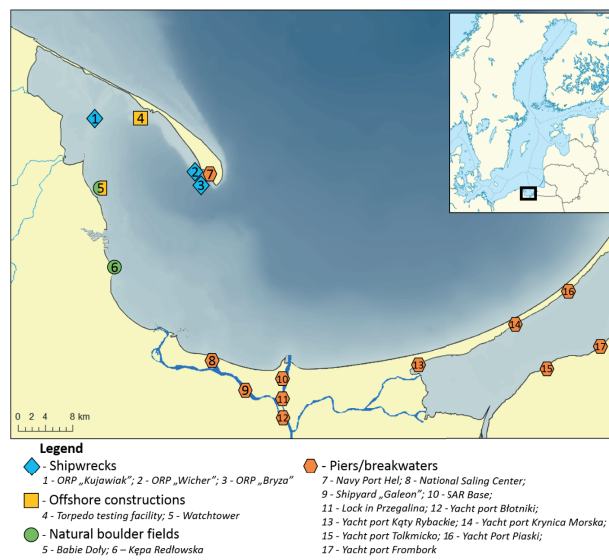 1
4
2
7
3
5
6
16
14
17
8
13
15
10
9
11
12
0 2 4 8 km
Legend
- Shipwrecks
1 - ORP „Kujawiak"; 2 - ORP „Wicher"; 3 - ORP „Bryza"
- Offshore constructions
4 - Torpedo testing facility; 5 - Watchtower
- Natural boulder fields
5 - Babie Doły; 6 – Kępa Redłowska
- Piers/breakwaters
7 - Navy Port Hel; 8 - National Saling Center;
9 - Shipyard „Galeon"; 10 - SAR Base;
11 - Lock in Przegalina; 12 - Yacht port Błotniki;
13 - Yacht port Kąty Rybackie; 14 - Yacht port Krynica Morska;
15 - Yacht port Tolkmicko; 16 - Yacht Port Piaski;
17 - Yacht port Frombork